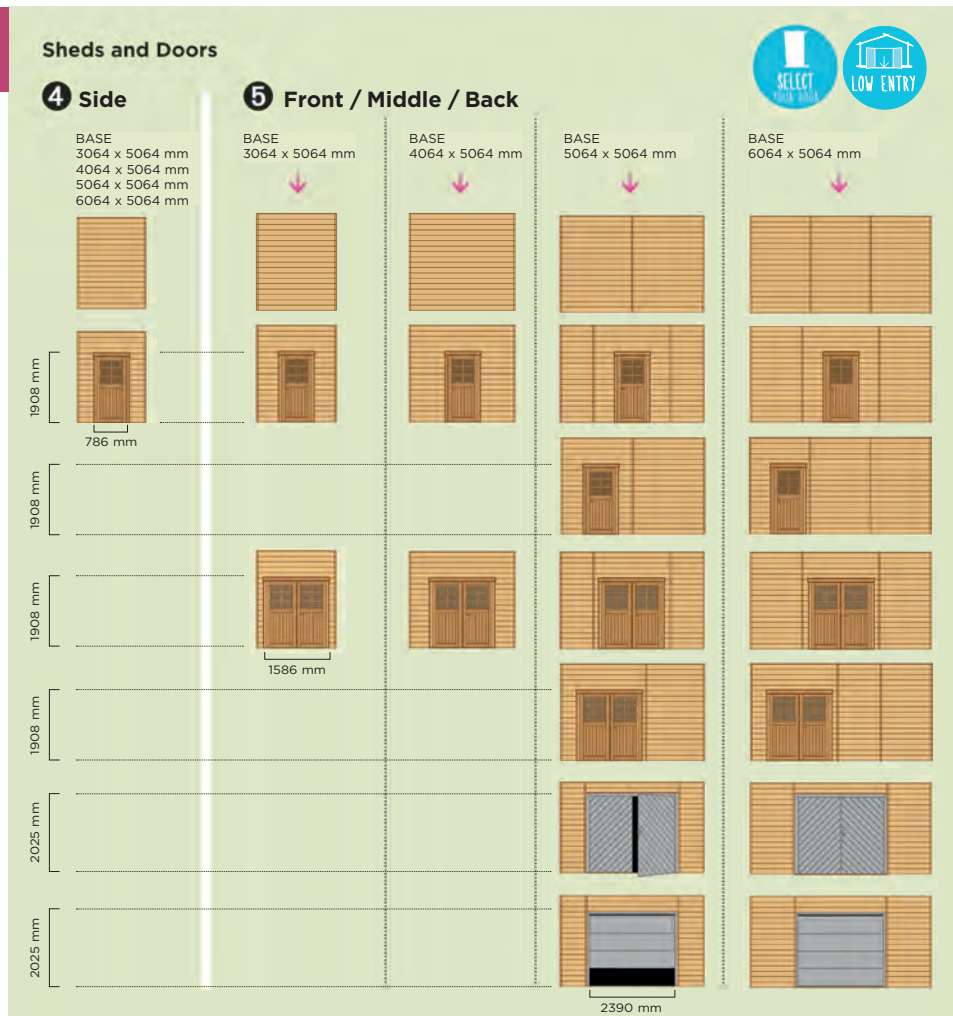 Sheds and Doors
SELECT
YOUR DOOR
LOW ENTRY
4 Side
5 Front / Middle / Back
BASE
3064 x 5064 mm
4064 x 5064 mm
5064 x 5064 mm
6064 x 5064 mm
BASE
3064 x 5064 mm
BASE
4064 x 5064 mm
BASE
5064 x 5064 mm
BASE
6064 x 5064 mm
1908 mm
786 mm
1908 mm
1908 mm
1586 mm
1908 mm
2025 mm
2025 mm
2390 mm